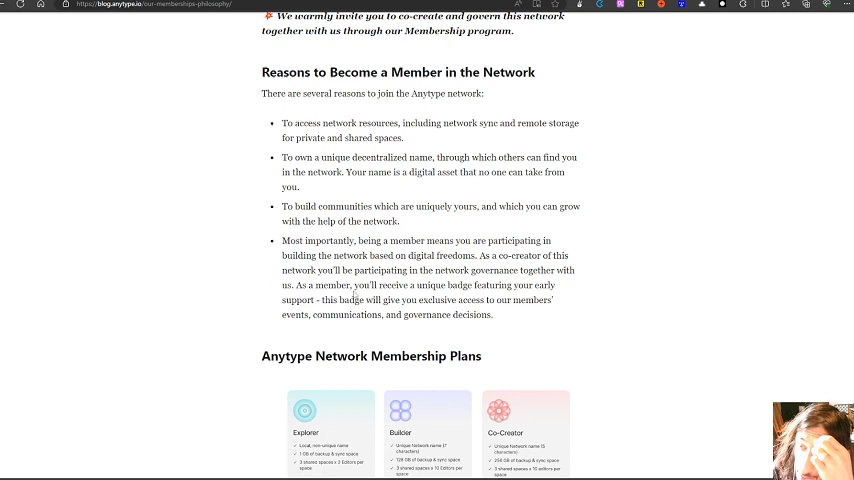 https://blog.anytype.io/our-memberships-philosophy/
We warmly invite you to co-create and govern this network
together with us through our Membership program.
Reasons to Become a Member in the Network
There are several reasons to join the Anytype network:
• To access network resources, including network sync and remote storage
for private and shared spaces.
• To own a unique decentralized name, through which others can find you
in the network. Your name is a digital asset that no one can take from
you.
• To build communities which are uniquely yours, and which you can grow
with the help of the network.
• Most importantly, being a member means you are participating in
building the network based on digital freedoms. As a co-creator of this
network you'll be participating in the network governance together with
us. As a member, you'll receive a unique badge featuring your early
support - this badge will give you exclusive access to our members'
events, communications, and governance decisions.
Anytype Network Membership Plans
Explorer
✓ Local, non-unique name
✓ 1 GB of backup & sync space
✓ 3 shared spaces x 3 Editors per
space
Builder
✓ Unique Network name (7
characters)
✓ 128 GB of backup & sync space
✓ 3 shared spaces x 10 Editors per
space
Co-Creator
✓ Unique Network name (5
characters)
✓ 256 GB of backup & sync space
✓ 3 shared spaces x 10 editors per
space